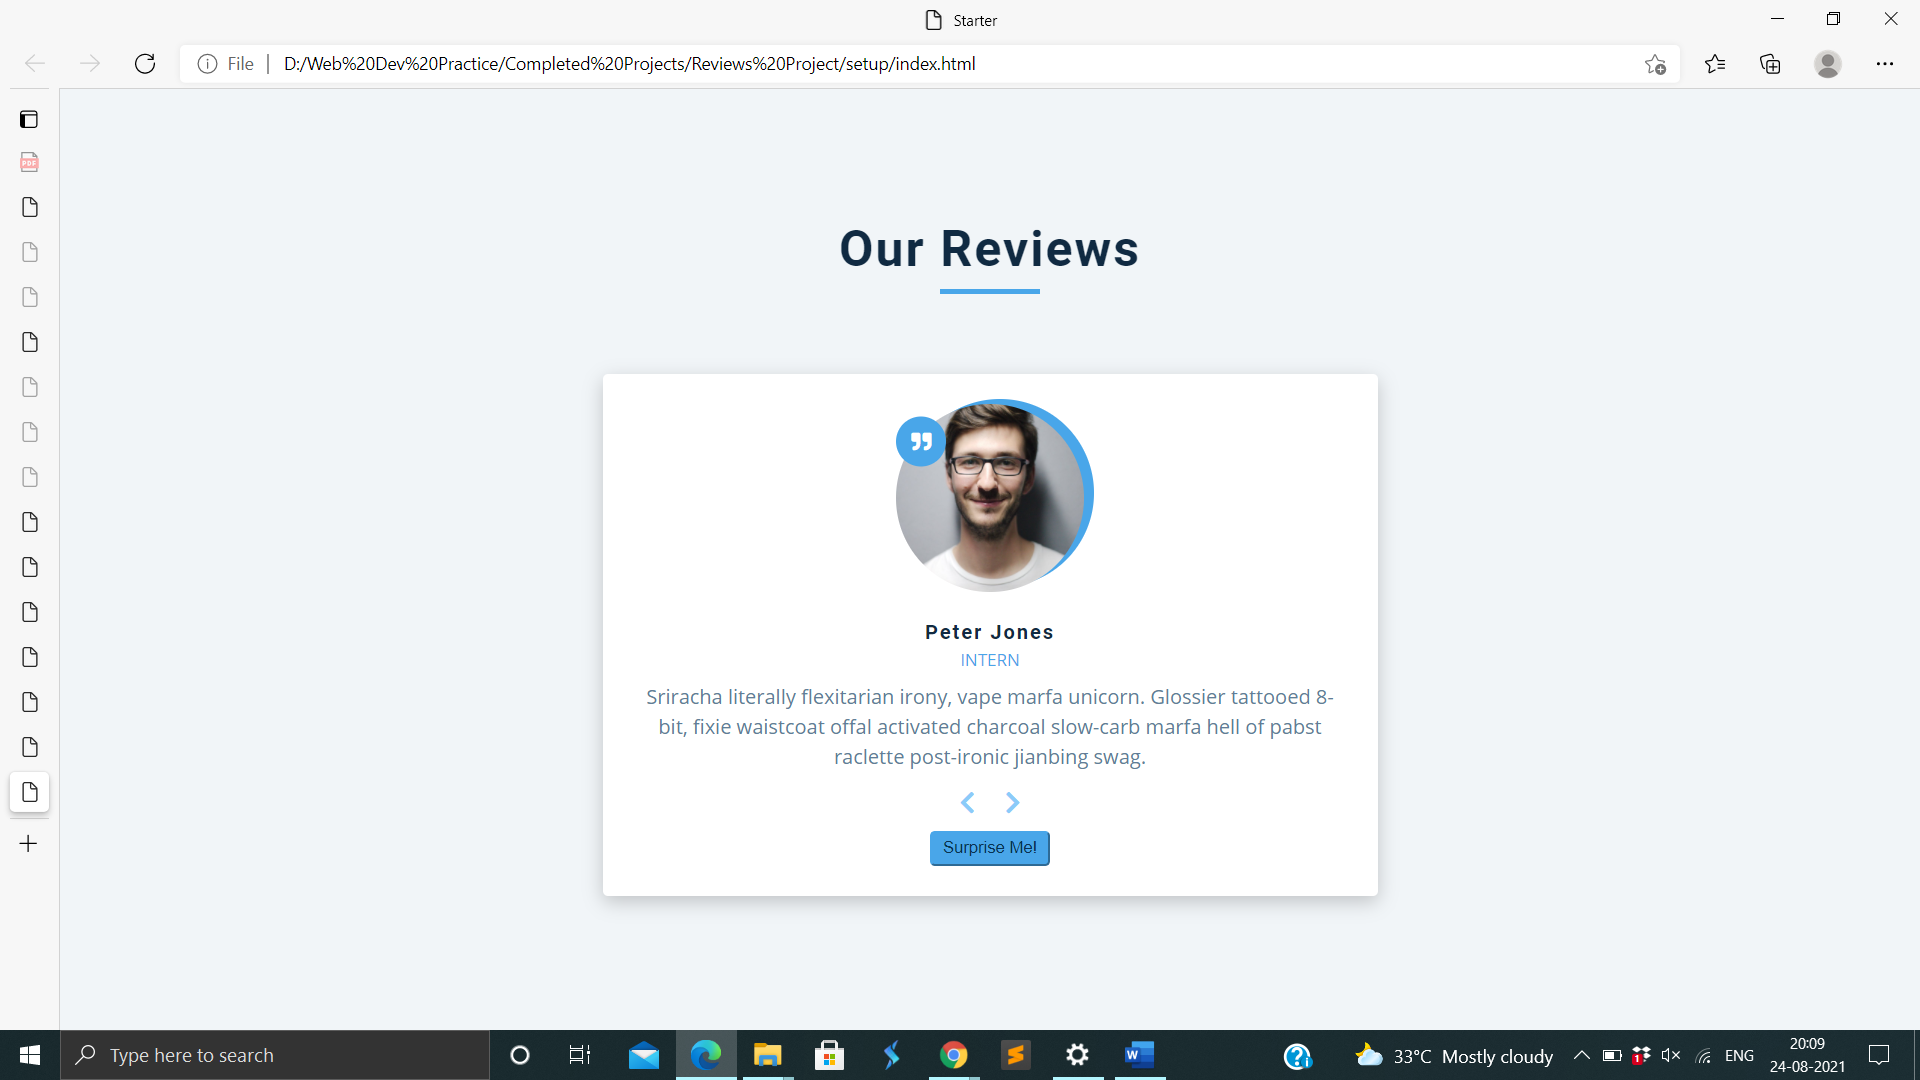 Starter
File
D:/Web%20Dev%20Practice/Completed%20Projects/Reviews%20Project/setup/index.html
PDF
Our Reviews
Peter Jones
INTERN
Sriracha literally flexitarian irony, vape marfa unicorn. Glossier tattooed 8-
bit, fixie waistcoat offal activated charcoal slow-carb marfa hell of pabst
raclette post-ironic jianbing swag.
Surprise Me!
Type here to search
33°C Mostly cloudy
ENG
20:09
24-08-2021